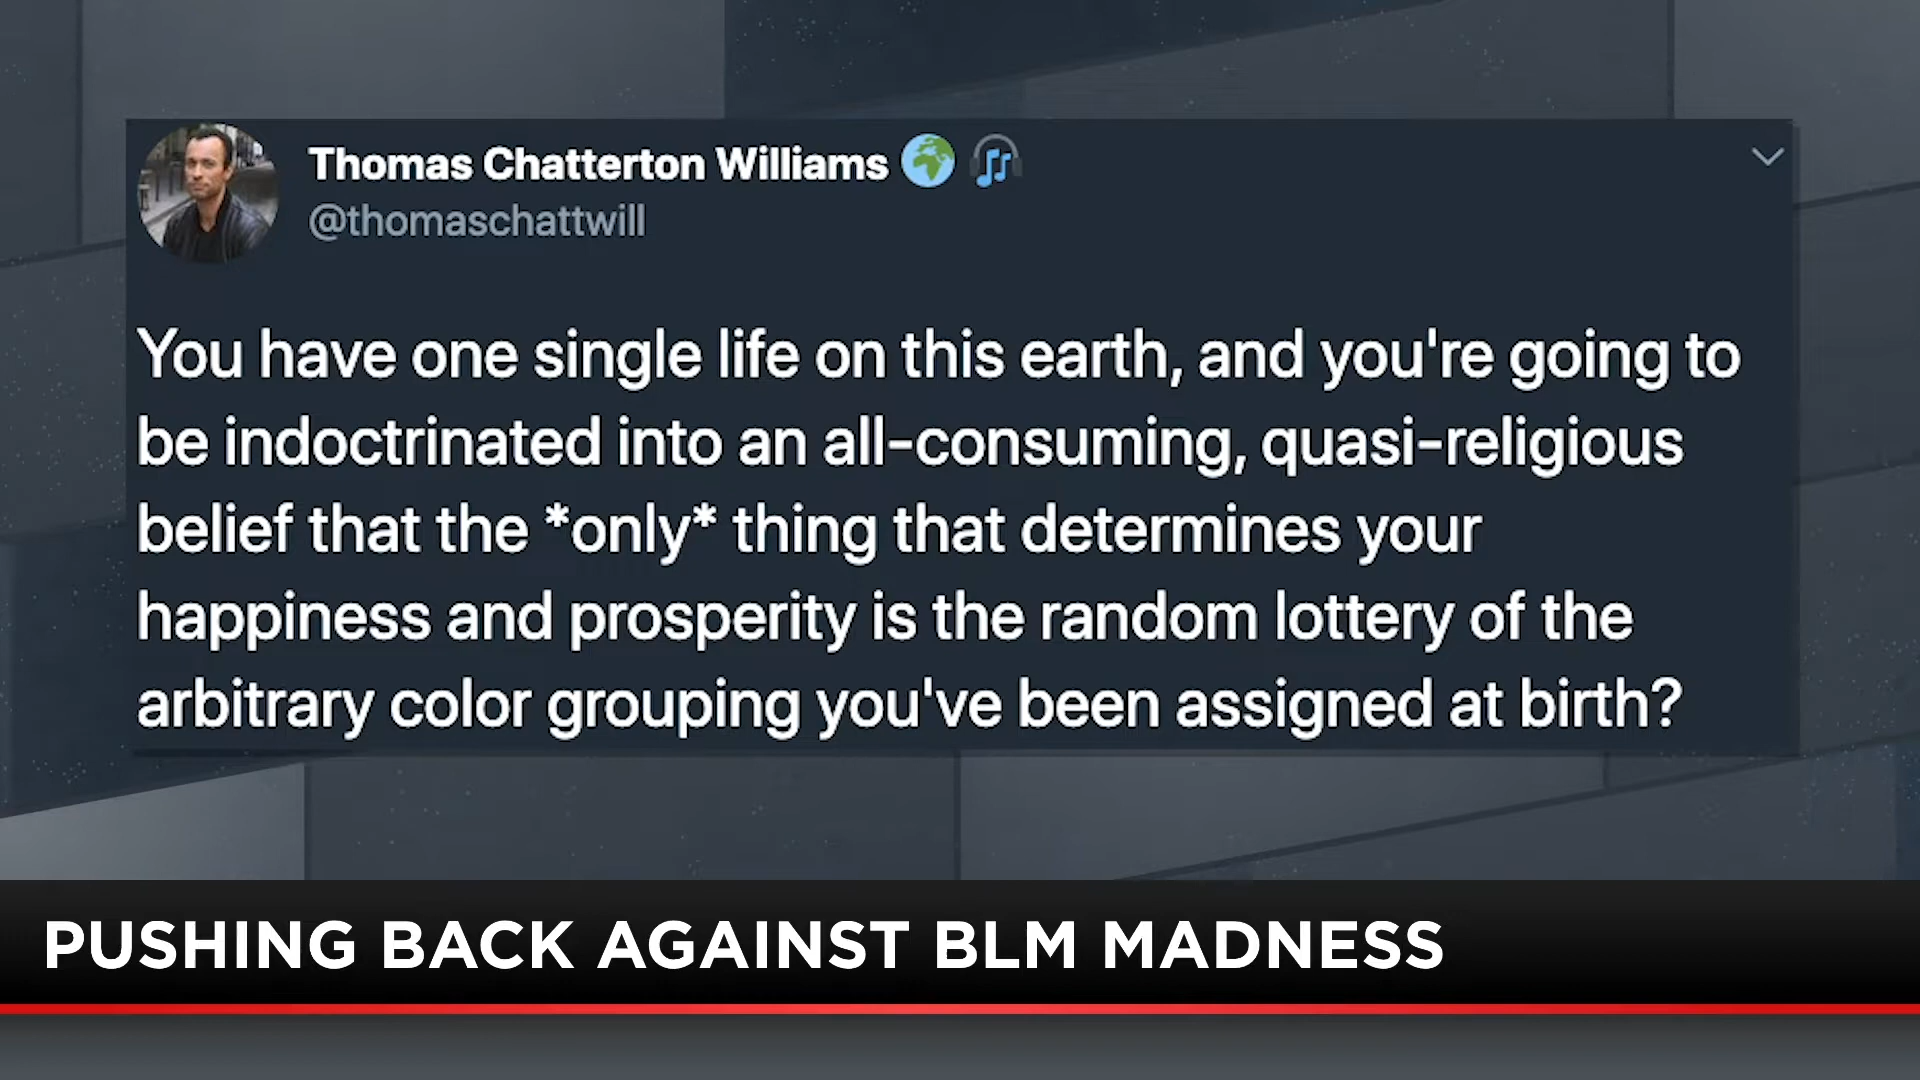 Thomas Chatterton Williams 🌍 🎧
@thomaschattwill
You have one single life on this earth, and you're going to
be indoctrinated into an all-consuming, quasi-religious
belief that the *only* thing that determines your
happiness and prosperity is the random lottery of the
arbitrary color grouping you've been assigned at birth?
PUSHING BACK AGAINST BLM MADNESS